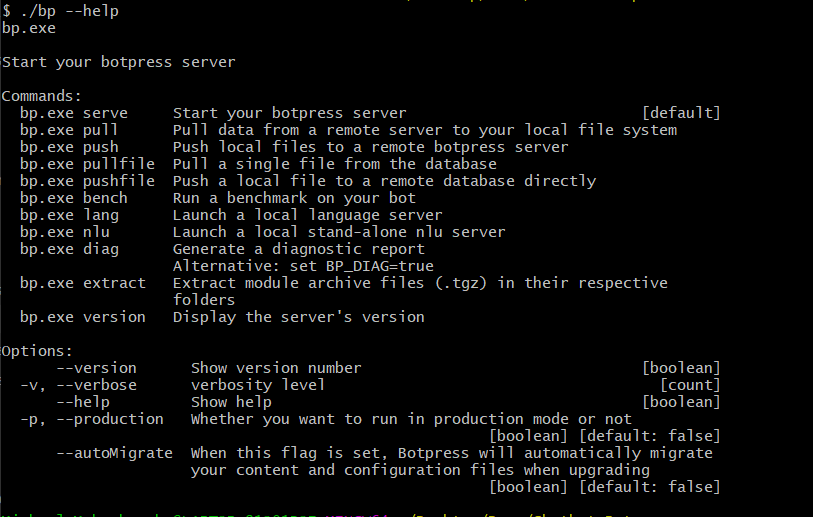 $ ./bp --help
bp.exe

Start your botpress server

Commands:
  bp.exe serve     Start your botpress server                          [default]
  bp.exe pull      Pull data from a remote server to your local file system
  bp.exe push      Push local files to a remote botpress server
  bp.exe pullfile  Pull a single file from the database
  bp.exe pushfile  Push a local file to a remote database directly
  bp.exe bench     Run a benchmark on your bot
  bp.exe lang      Launch a local language server
  bp.exe nlu       Launch a local stand-alone nlu server
  bp.exe diag      Generate a diagnostic report
                   Alternative: set BP_DIAG=true
  bp.exe extract   Extract module archive files (.tgz) in their respective
                   folders
  bp.exe version   Display the server's version

Options:
      --version      Show version number                               [boolean]
  -v, --verbose      verbosity level                                     [count]
      --help         Show help                                         [boolean]
  -p, --production   Whether you want to run in production mode or not
                                                      [boolean] [default: false]
      --autoMigrate  When this flag is set, Botpress will automatically migrate
                     your content and configuration files when upgrading
                                                      [boolean] [default: false]